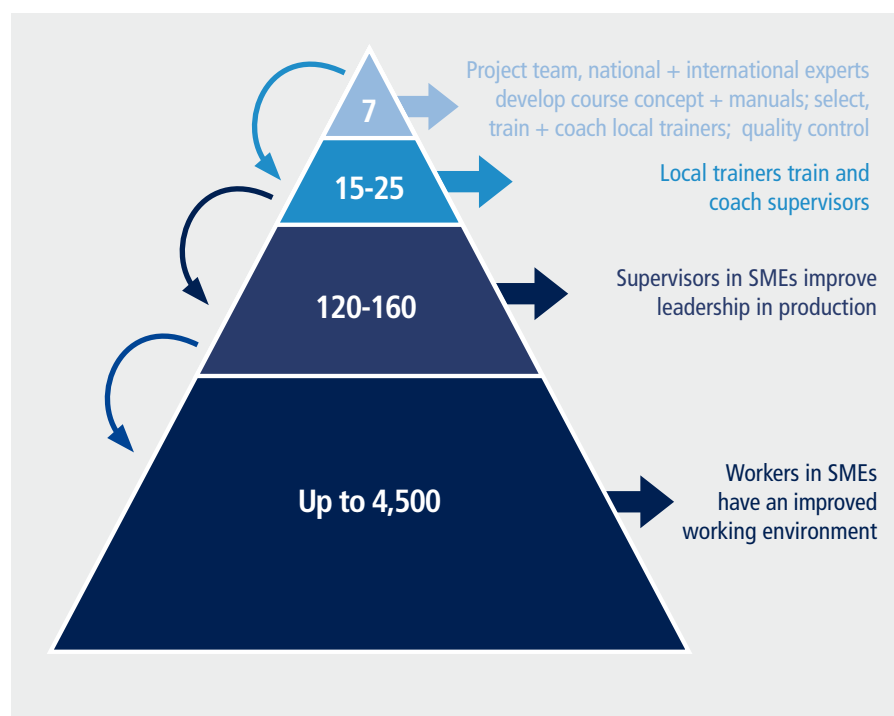 7
Project team, national + international experts
develop course concept + manuals; select,
train + coach local trainers; quality control
15-25
Local trainers train and
coach supervisors
120-160
Supervisors in SMEs improve
leadership in production
Up to 4,500
Workers in SMEs
have an improved
working environment